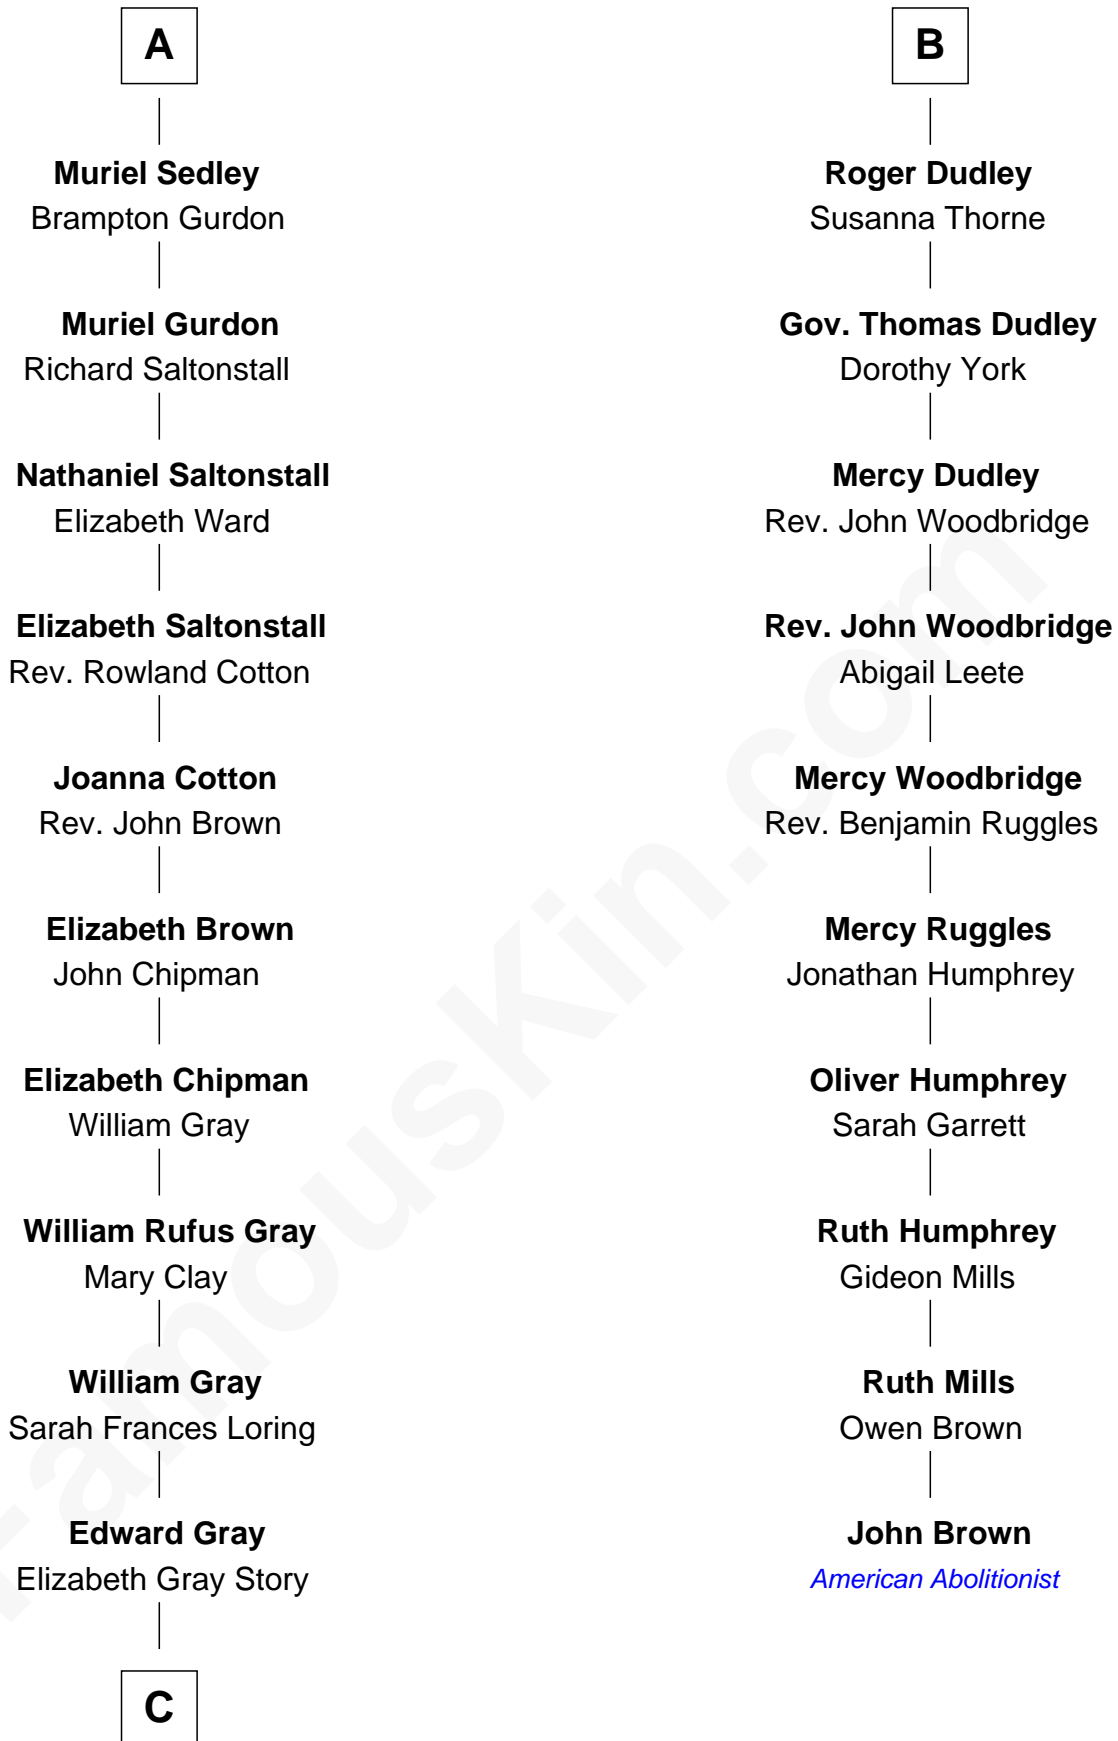 A
Muriel Sedley
Brampton Gurdon
Muriel Gurdon
Richard Saltonstall
Nathaniel Saltonstall
Elizabeth Ward
Elizabeth Saltonstall
Rev. Rowland Cotton
Joanna Cotton
Rev. John Brown
Elizabeth Brown
John Chipman
Elizabeth Chipman
William Gray
William Rufus Gray
Mary Clay
William Gray
Sarah Frances Loring
Edward Gray
Elizabeth Gray Story
C
B
Roger Dudley
Susanna Thorne
Gov. Thomas Dudley
Dorothy York
Mercy Dudley
Rev. John Woodbridge
Rev. John Woodbridge
Abigail Leete
Mercy Woodbridge
Rev. Benjamin Ruggles
Mercy Ruggles
Jonathan Humphrey
Oliver Humphrey
Sarah Garrett
Ruth Humphrey
Gideon Mills
Ruth Mills
Owen Brown
John Brown
American Abolitionist
FamousKin.com